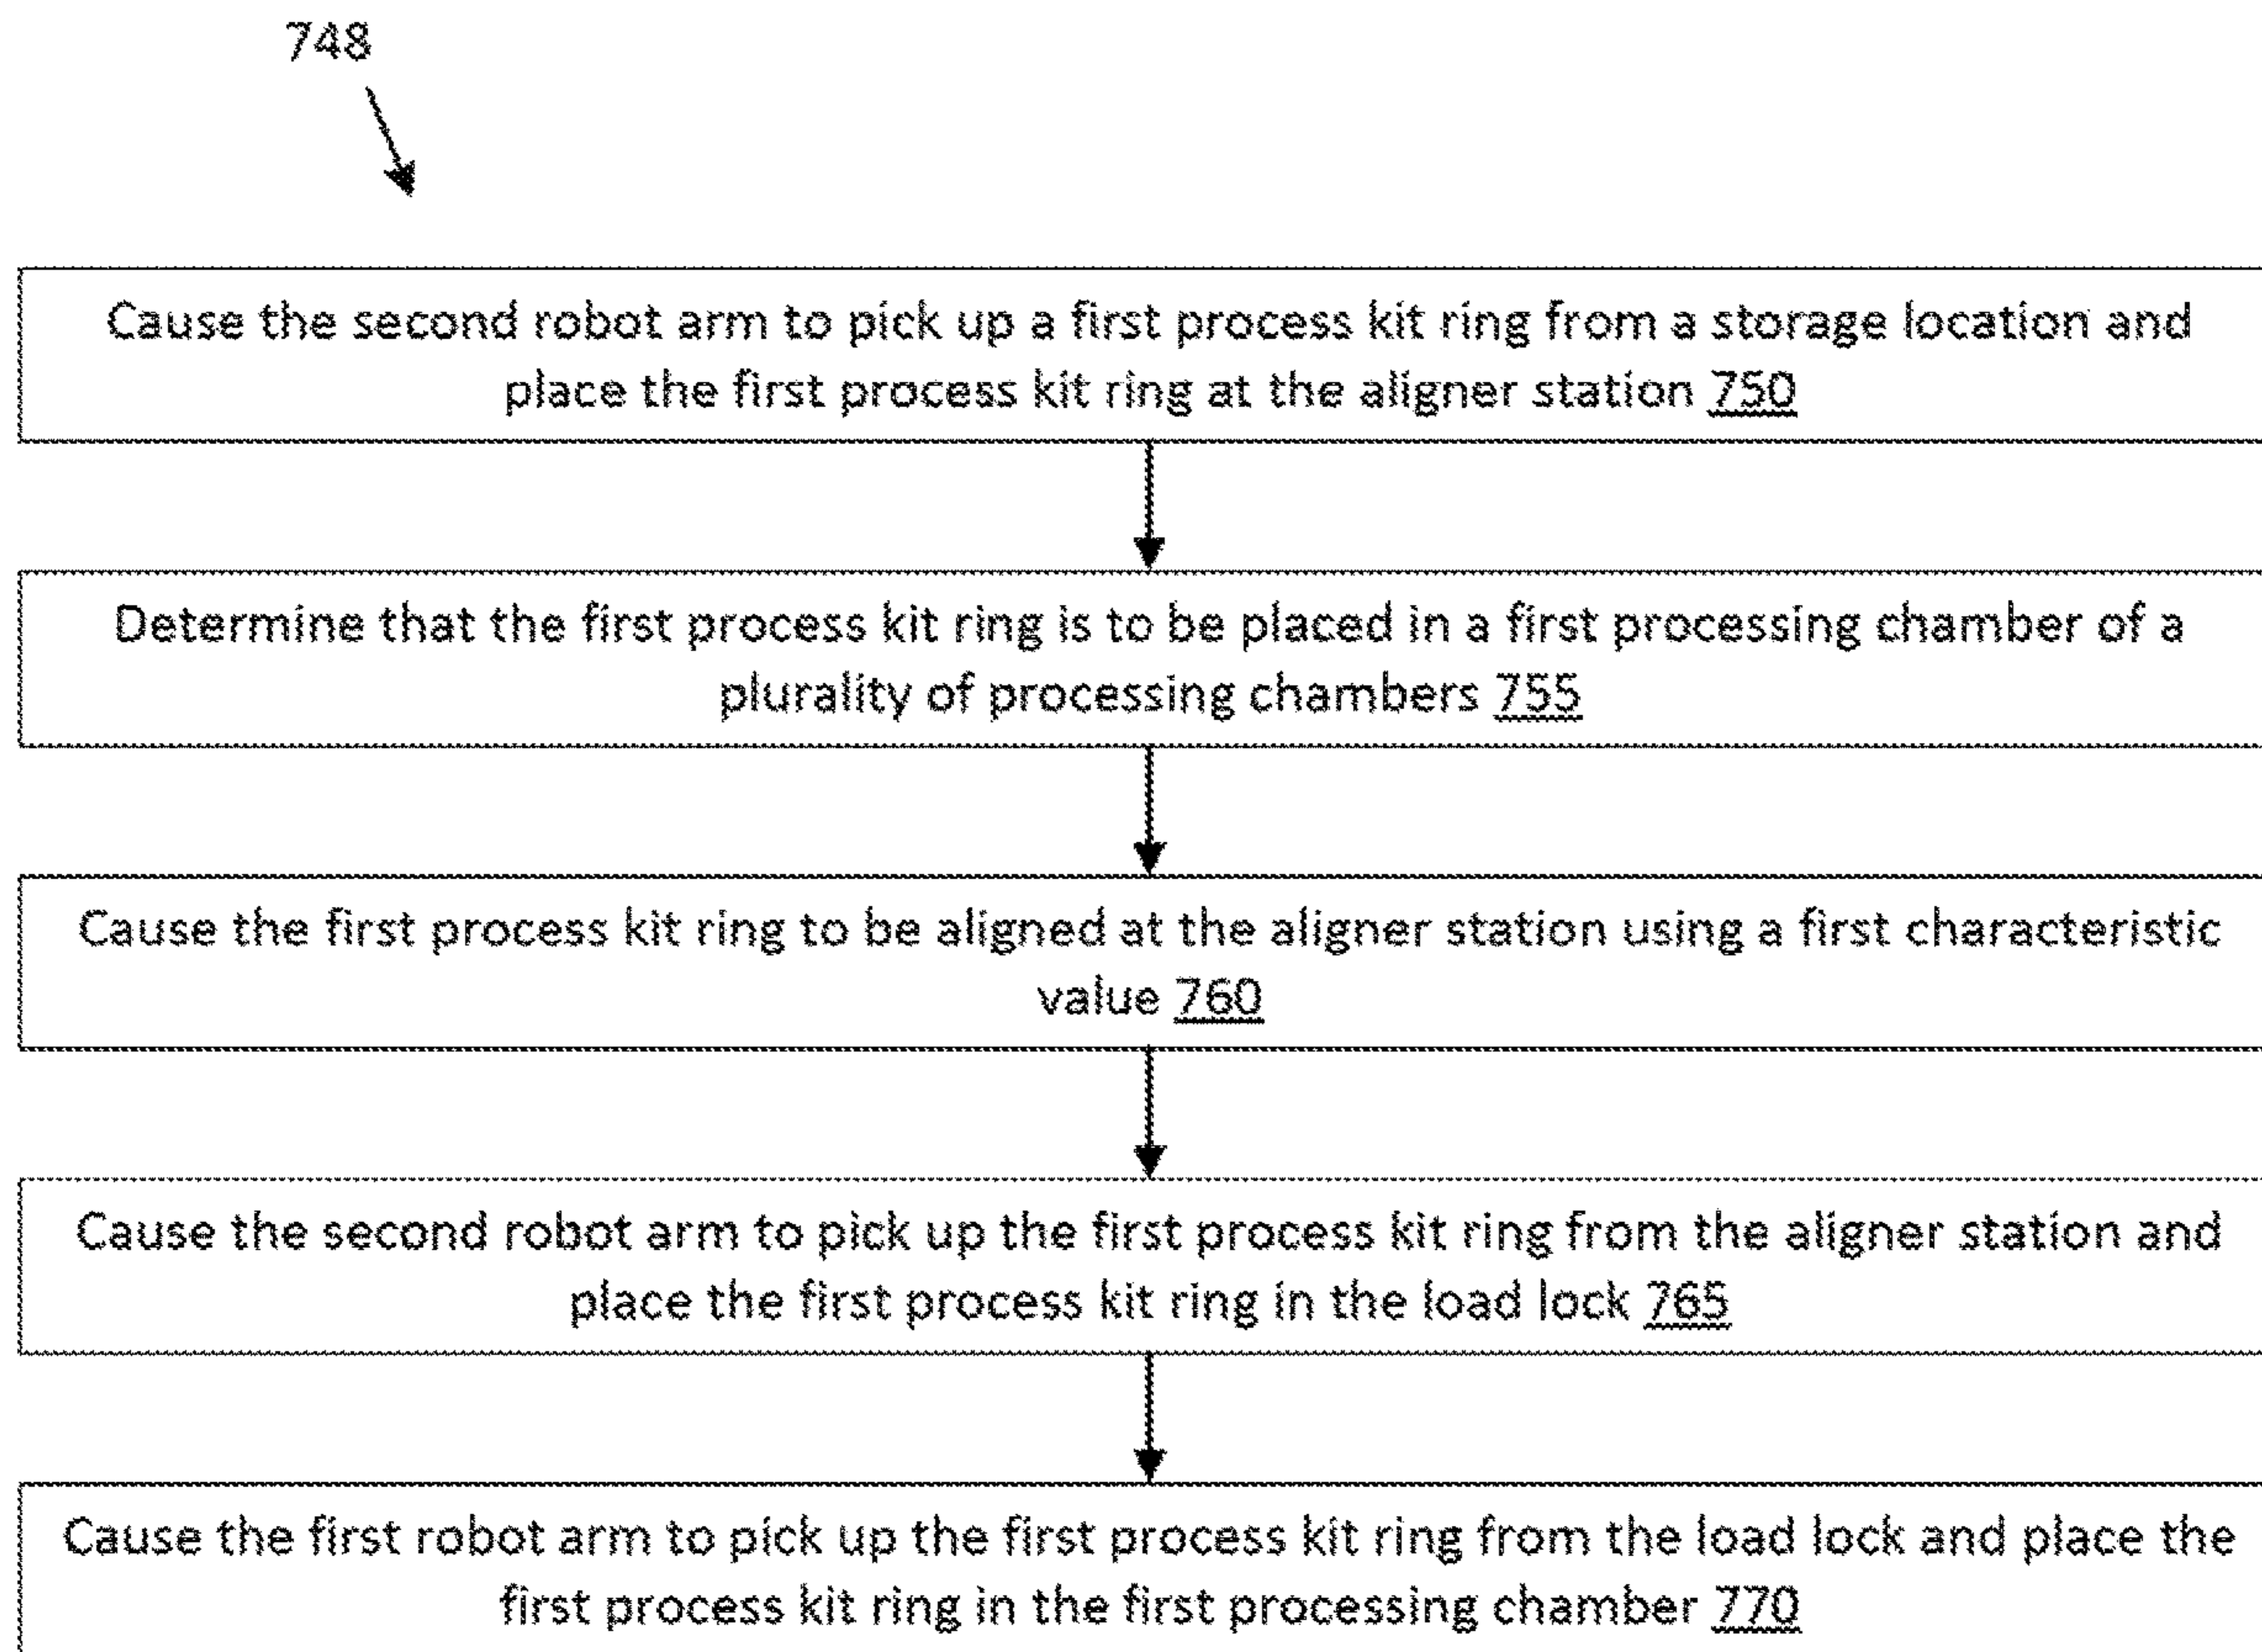 748
Cause the second robot arm to pick up a first process kit ring from a storage location and
place the first process kit ring at the aligner station 750
Determine that the first process kit ring is to be placed in a first processing chamber of a
plurality of processing chambers 755
Cause the first process kit ring to be aligned at the aligner station using a first characteristic
value 760
Cause the second robot arm to pick up the first process kit ring from the aligner station and
place the first process kit ring in the load lock 765
Cause the first robot arm to pick up the first process kit ring from the load lock and place the
first process kit ring in the first processing chamber 770